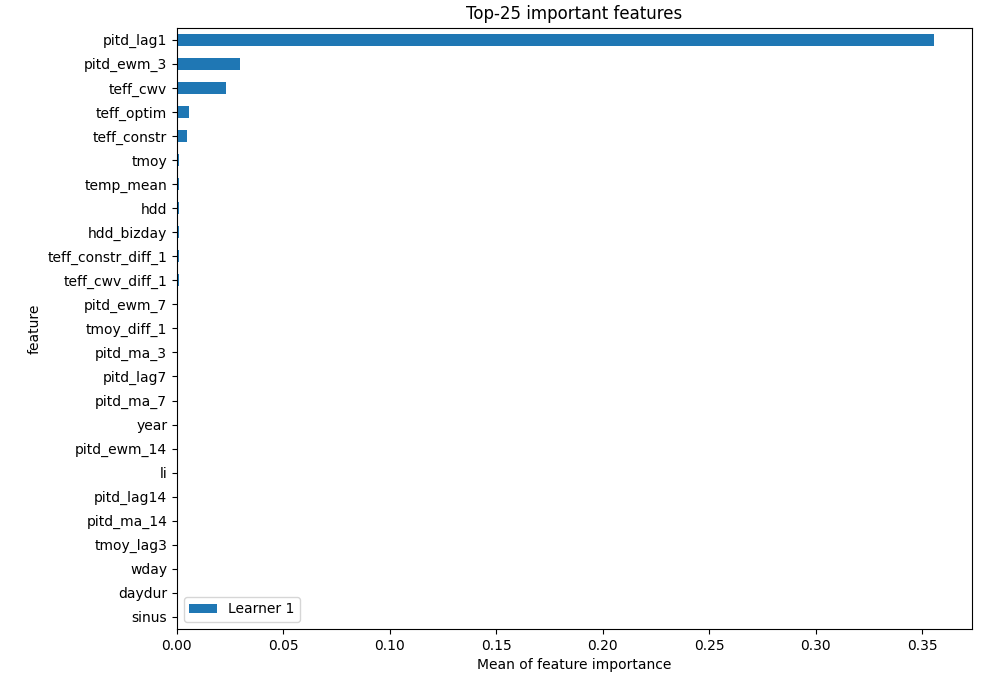 Top-25 important features
pitd_lag1
pitd_ewm_3
teff_cwv
teff_optim
teff_constr
tmoy
temp_mean
hdd
hdd_bizday
teff_constr_diff_1
teff_cwv_diff_1
pitd_ewm_7
tmoy_diff_1
pitd_ma_3
pitd_lag7
pitd_ma_7
year
pitd_ewm_14
li
pitd_lag14
pitd_ma_14
tmoy_lag3
wday
daydur
sinus
feature
Learner 1
0.00 0.05 0.10 0.15 0.20 0.25 0.30 0.35
Mean of feature importance